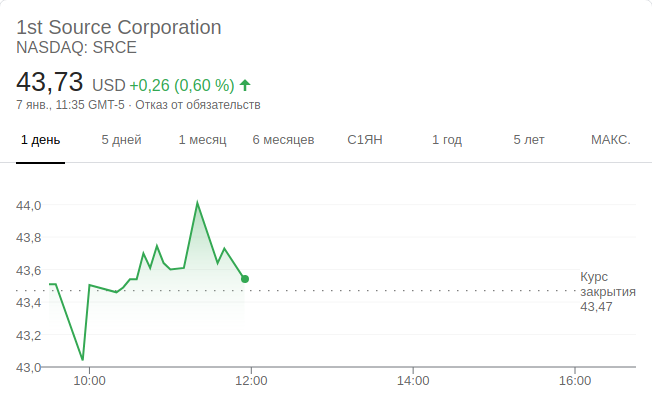 1st Source Corporation
NASDAQ: SRCE
43,73 USD +0,26 (0,60 %)
7 янв., 11:35 GMT-5 · Отказ от обязательств
1 день 5 дней 1 месяц 6 месяцев С1ЯН 1 год 5 лет МАКС.
44,0
43,8
43,6
43,4
43,2
43,0
Курс
закрытия
43,47
10:00 12:00 14:00 16:00